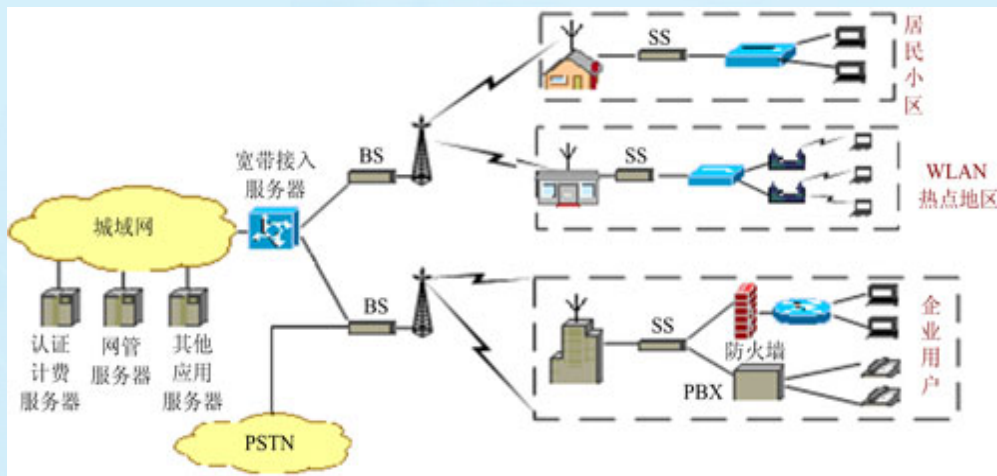 SS
居民小区
宽带接入
服务器
BS
SS
WLAN
热点地区
城域网
BS
SS
防火墙
PBX
企业用户
认证
计费
服务器
网管
服务器
其他
应用
服务器
PSTN